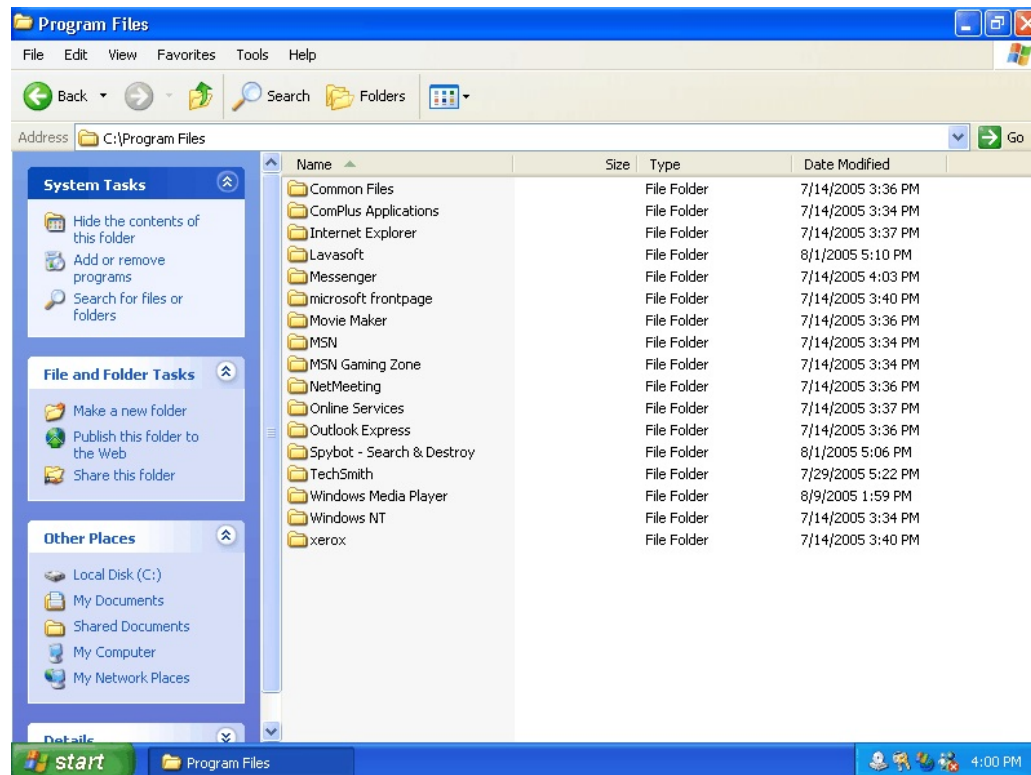 Program Files
File Edit View Favorites Tools Help
Back Search Folders
Address C:\Program Files Go
System Tasks
Hide the contents of
this folder
Add or remove
programs
Search for files or
folders
File and Folder Tasks
Make a new folder
Publish this folder to
the Web
Share this folder
Other Places
Local Disk (C:)
My Documents
Shared Documents
My Computer
My Network Places
Details
Name Size Type Date Modified
Common Files File Folder 7/14/2005 3:36 PM
ComPlus Applications File Folder 7/14/2005 3:34 PM
Internet Explorer File Folder 7/14/2005 3:37 PM
Lavasoft File Folder 8/1/2005 5:10 PM
Messenger File Folder 7/14/2005 4:03 PM
microsoft frontpage File Folder 7/14/2005 3:40 PM
Movie Maker File Folder 7/14/2005 3:36 PM
MSN File Folder 7/14/2005 3:34 PM
MSN Gaming Zone File Folder 7/14/2005 3:34 PM
NetMeeting File Folder 7/14/2005 3:36 PM
Online Services File Folder 7/14/2005 3:37 PM
Outlook Express File Folder 7/14/2005 3:36 PM
Spybot - Search & Destroy File Folder 8/1/2005 5:06 PM
TechSmith File Folder 7/29/2005 5:22 PM
Windows Media Player File Folder 8/9/2005 1:59 PM
Windows NT File Folder 7/14/2005 3:34 PM
xerox File Folder 7/14/2005 3:40 PM
start Program Files 4:00 PM